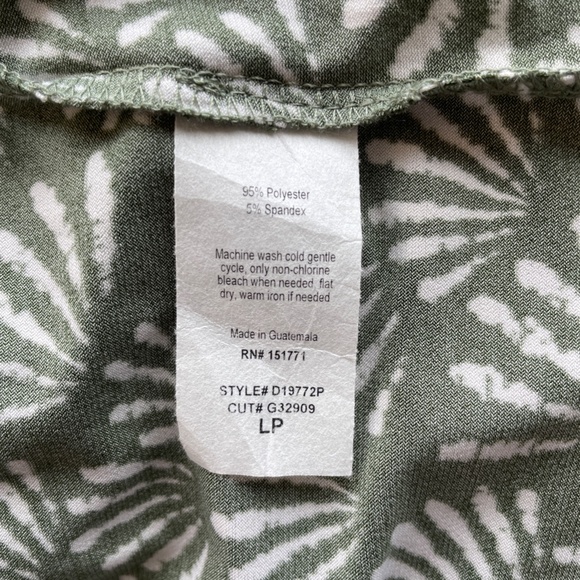 95% Polyester
5% Spandex
Machine wash cold gentle
cycle, only non-chlorine
bleach when needed, flat
dry, warm iron if needed
Made in Guatemala
RN# 151771
STYLE# D19772P
CUT# G32909
LP